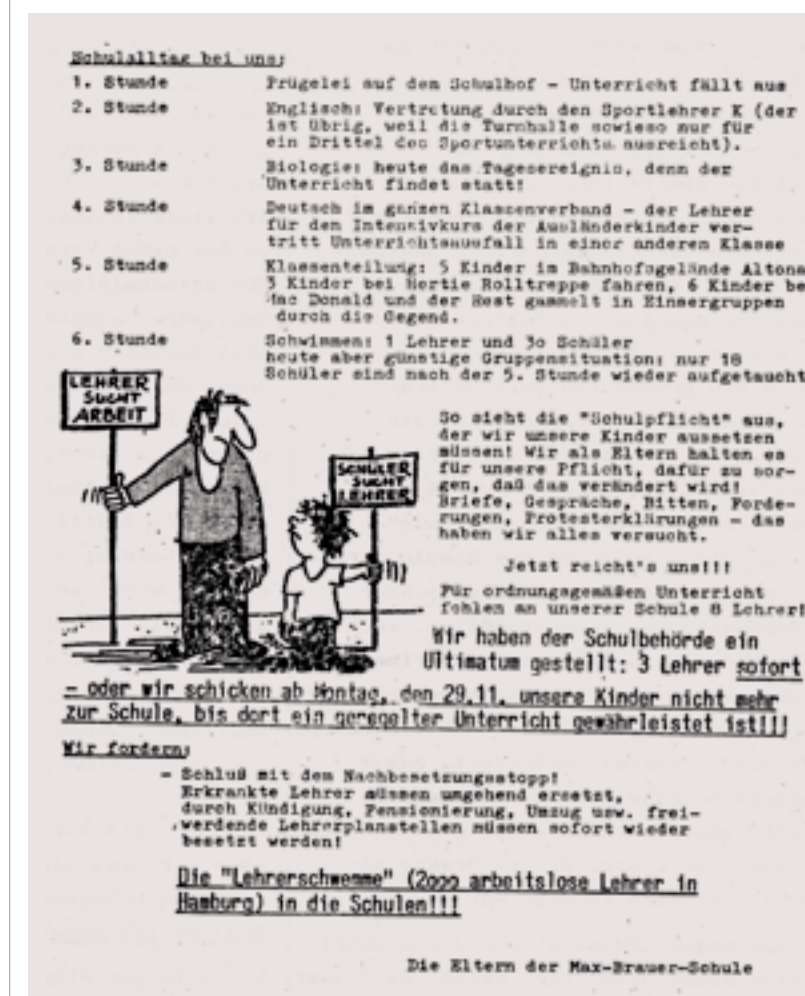 Schulalltag bei uns:
1. Stunde Prügelei auf dem Schulhof - Unterricht fällt aus
2. Stunde Englisch: Vertretung durch den Sportlehrer K (der
ist übrig, weil die Turnhalle sowieso nur für
ein Drittel des Sportunterrichts ausreicht).
3. Stunde Biologie: heute das Tagesereignis, denn der
Unterricht findet statt!
4. Stunde Deutsch im ganzen Klassenverband - der Lehrer
für den Intensivkurs der Ausländerkinder ver-
tritt Unterrichtsausfall in einer anderen Klasse
5. Stunde Klassenteilung: 5 Kinder im Bahnhofsgelände Altona
3 Kinder bei Hertie Rolltreppe fahren, 6 Kinder be
Mac Donald und der Rest gammelt in Einsergruppen
durch die Gegend.
6. Stunde Schwimmen: 1 Lehrer und 3o Schüler
heute aber günstige Gruppensituation: nur 18
Schüler sind nach der 5. Stunde wieder aufgetaucht
LEHRER
SUCHT
ARBEIT
SCHÜLER
SUCHT
LEHRER
So sieht die "Schulpflicht" aus,
der wir unsere Kinder aussetzen
müssen! Wir als Eltern halten es
für unsere Pflicht, dafür zu sor-
gen, daß das verändert wird!
Briefe, Gespräche, Bitten, Forde-
rungen, Protesterklärungen - das
haben wir alles versucht.
Jetzt reicht's uns!!!
Für ordnungsgemäßen Unterricht
fehlen an unserer Schule 8 Lehrer!
Wir haben der Schulbehörde ein
Ultimatum gestellt: 3 Lehrer sofort
- oder wir schicken ab Montag, den 29.11. unsere Kinder nicht mehr
zur Schule, bis dort ein geregelter Unterricht gewährleistet ist!!!
Wir fordern:
- Schluß mit dem Nachbesetzungsstopp!
Erkrankte Lehrer müssen umgehend ersetzt,
durch Kündigung, Pensionierung, Umzug usw. frei-
werdende Lehrerplanstellen müssen sofort wieder
besetzt werden!
Die "Lehrerschwemme" (2ooo arbeitslose Lehrer in
Hamburg) in die Schulen!!!
Die Eltern der Max-Brauer-Schule